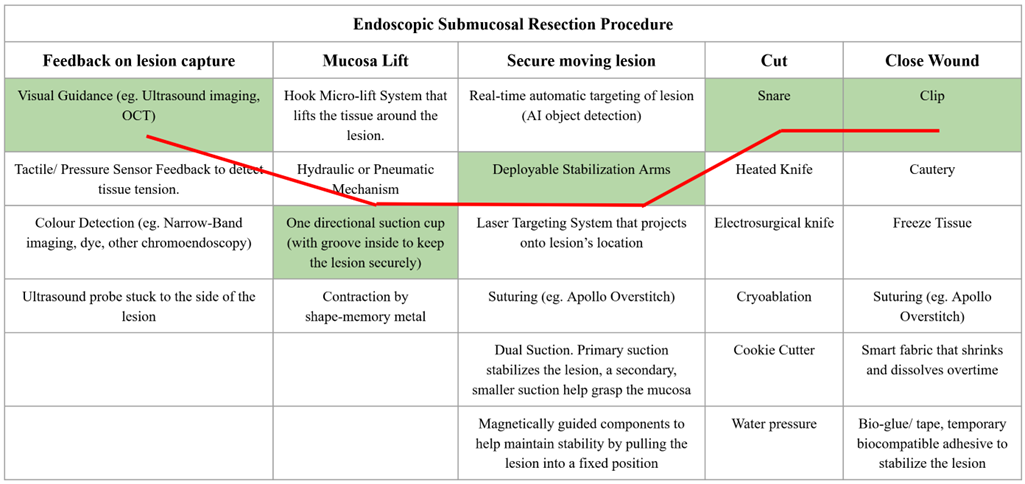 Endoscopic Submucosal Resection Procedure
Feedback on lesion capture
Mucosa Lift
Secure moving lesion
Cut
Close Wound
Visual Guidance (eg. Ultrasound imaging,
OCT)
Hook Micro-lift System that
lifts the tissue around the
lesion.
Real-time automatic targeting of lesion
(AI object detection)
Snare
Clip
Tactile/ Pressure Sensor Feedback to detect
tissue tension.
Hydraulic or Pneumatic
Mechanism
Deployable Stabilization Arms
Heated Knife
Cautery
Colour Detection (eg. Narrow-Band
imaging, dye, other chromoendoscopy)
One directional suction cup
(with groove inside to keep
the lesion securely)
Laser Targeting System that projects
onto lesion’s location
Electrosurgical knife
Freeze Tissue
Ultrasound probe stuck to the side of the
lesion
Contraction by
shape-memory metal
Suturing (eg. Apollo Overstitch)
Cryoablation
Suturing (eg. Apollo
Overstitch)
Dual Suction. Primary suction
stabilizes the lesion, a secondary,
smaller suction help grasp the mucosa
Cookie Cutter
Smart fabric that shrinks
and dissolves overtime
Magnetically guided components to
help maintain stability by pulling the
lesion into a fixed position
Water pressure
Bio-glue/ tape, temporary
biocompatible adhesive to
stabilize the lesion